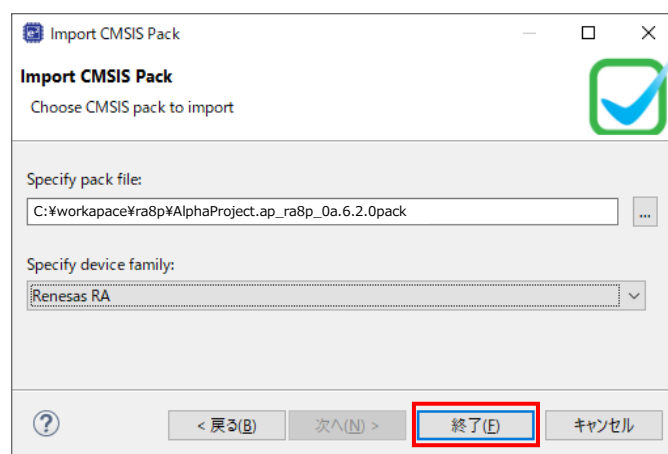 Import CMSIS Pack
Import CMSIS Pack
Choose CMSIS pack to import
Specify pack file:
C:¥workapace¥ra8p¥AlphaProject.ap_ra8p_0a.6.2.0pack
...
Specify device family:
Renesas RA
< 戻る(B) 次へ(N) > 終了(F) キャンセル